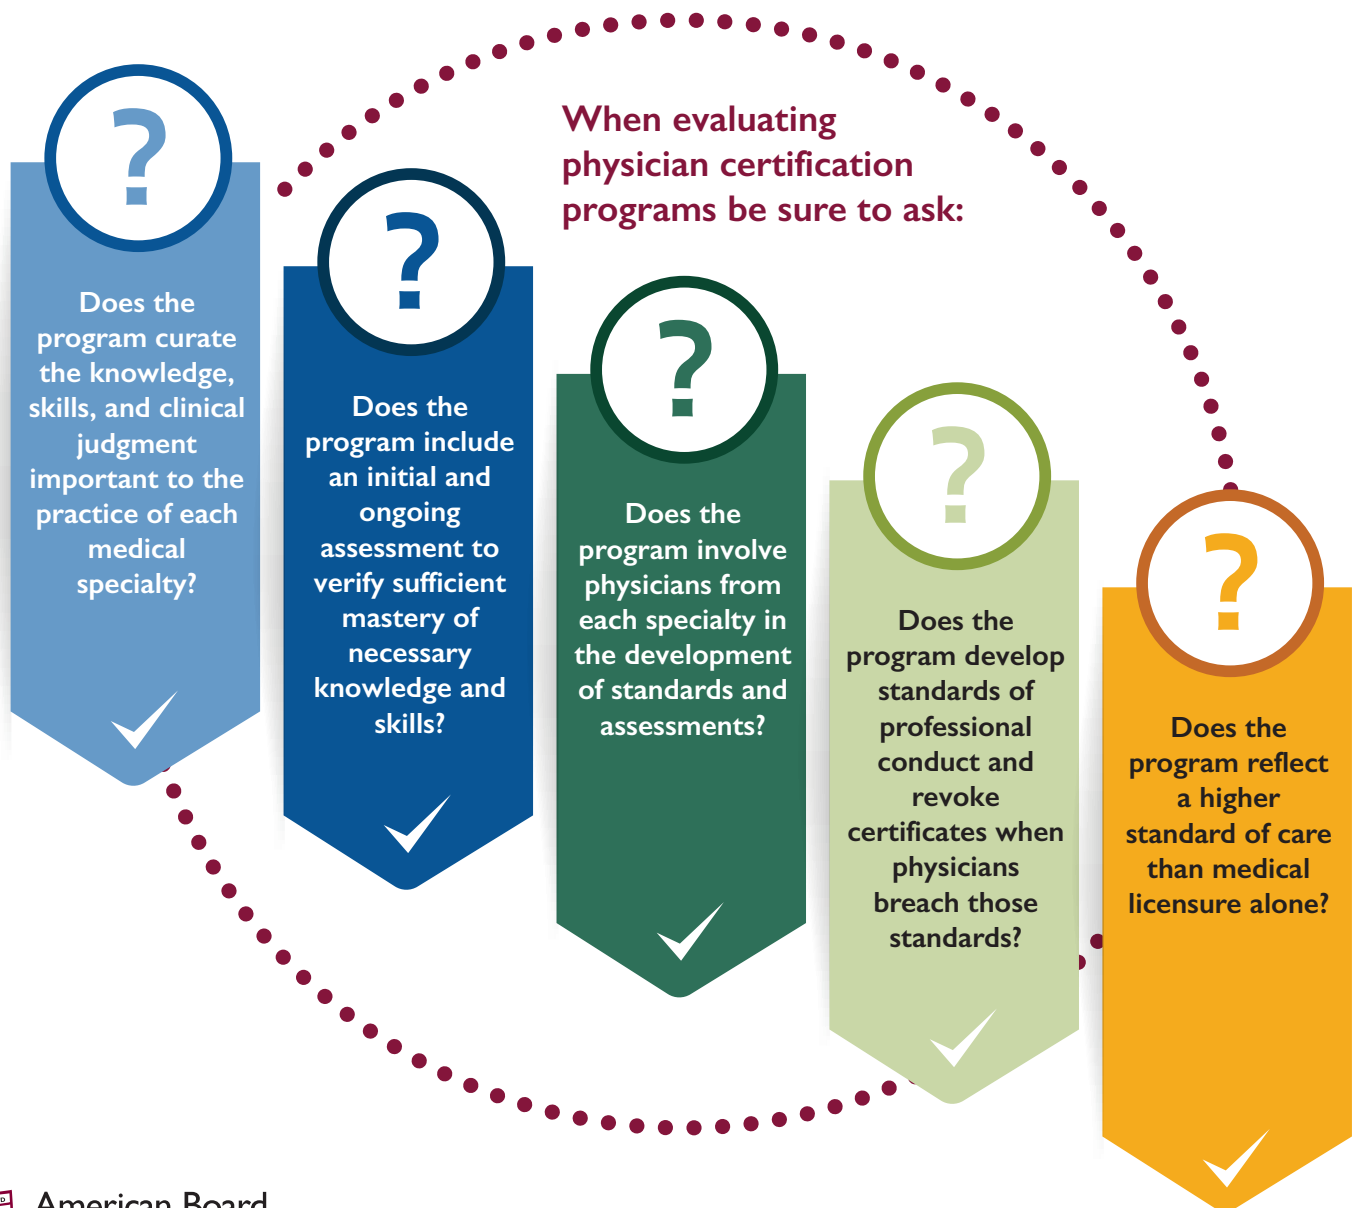 When evaluating
physician certification
programs be sure to ask:
?
Does the
program curate
the knowledge,
skills, and clinical
judgment
important to the
practice of each
medical
specialty?
?
Does the
program include
an initial and
ongoing
assessment to
verify sufficient
mastery of
necessary
knowledge and
skills?
?
Does the
program involve
physicians from
each specialty in
the development
of standards and
assessments?
?
Does the
program develop
standards of
professional
conduct and
revoke
certificates when
physicians
breach those
standards?
?
Does the
program reflect
a higher
standard of care
than medical
licensure alone?
American Board